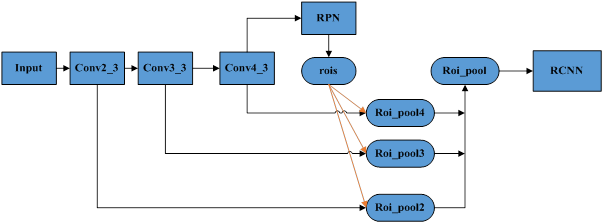 RPN
Input
Conv2_3
Conv3_3
Conv4_3
rois
Roi_pool
RCNN
Roi_pool4
Roi_pool3
Roi_pool2